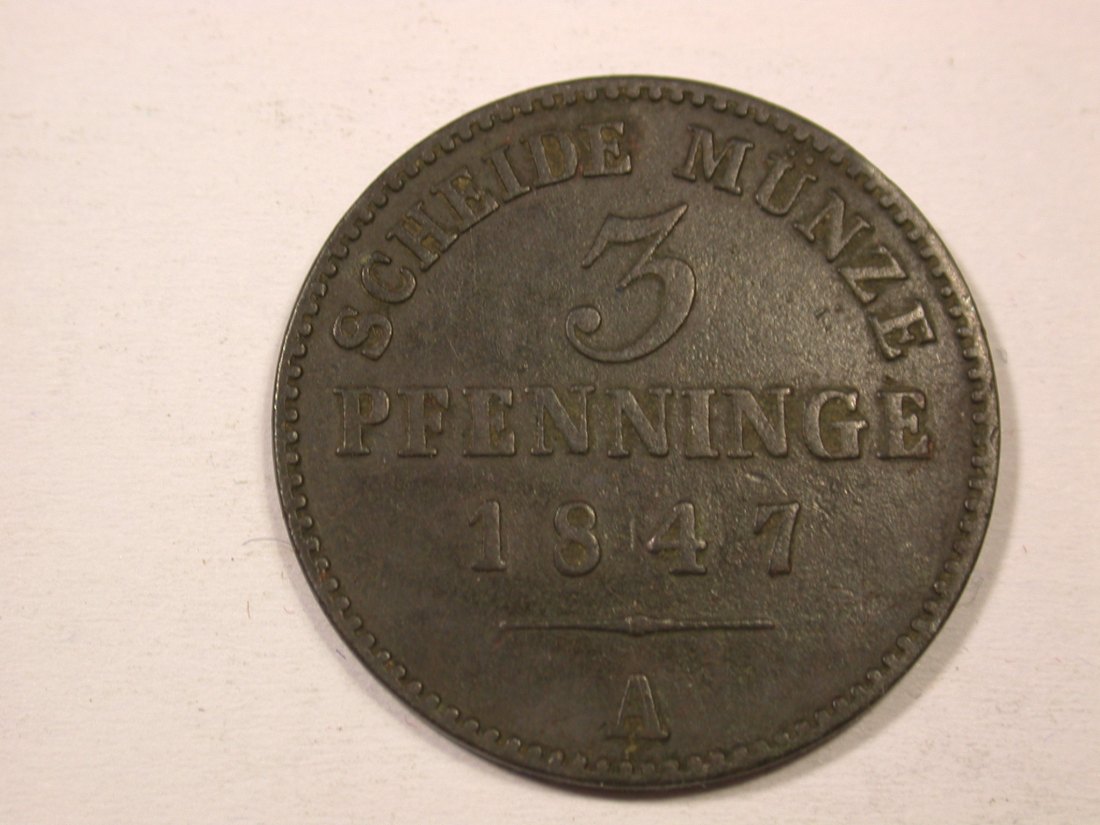 SCHEIDE MÜNZE
3
PFENNINGE
1847
A